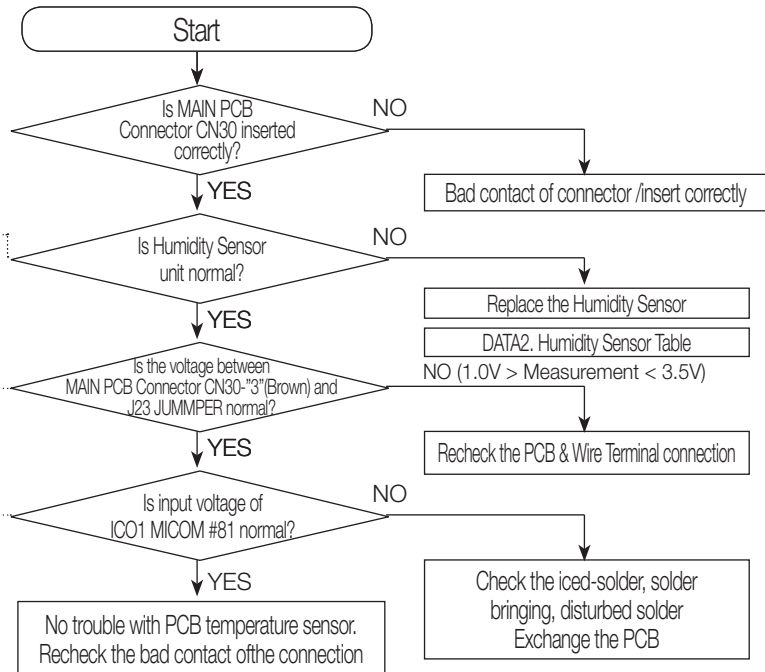 Start
Is MAIN PCB
Connector CN30 inserted
correctly?
NO
YES
Bad contact of connector /insert correctly
Is Humidity Sensor
unit normal?
NO
YES
Replace the Humidity Sensor
DATA2. Humidity Sensor Table
Is the voltage between
MAIN PCB Connector CN30-"3"(Brown) and
J23 JUMMPER normal?
NO (1.0V > Measurement < 3.5V)
YES
Recheck the PCB & Wire Terminal connection
Is input voltage of
ICO1 MICOM #81 normal?
NO
YES
Check the iced-solder, solder
bringing, disturbed solder
Exchange the PCB
No trouble with PCB temperature sensor.
Recheck the bad contact ofthe connection